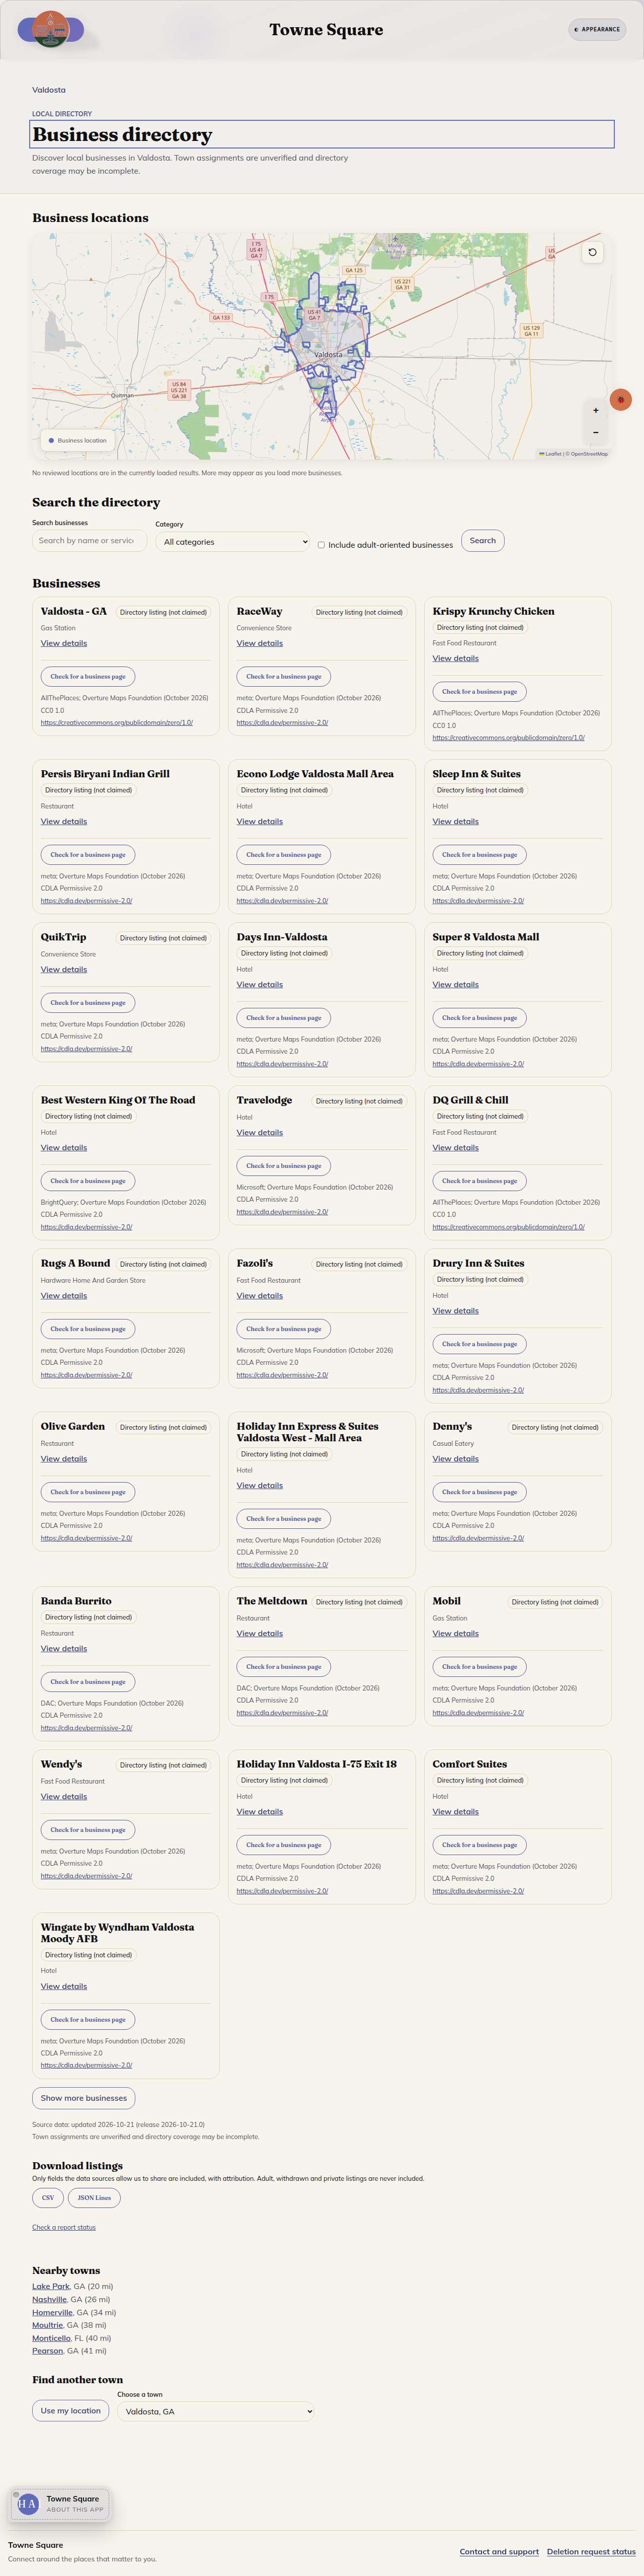 Towne Square
APPEARANCE
Valdosta
LOCAL DIRECTORY
Business directory
Discover local businesses in Valdosta. Town assignments are unverified and directory
coverage may be incomplete.
Business locations
I 75
US 41
GA 7
GA 125
US 221
GA 31
US
GA
I 75
GA 133
US 41
GA 7
US 129
GA 11
Valdosta
US 84
US 221
GA 38
Quitman
Airport
Business location
+
−
Leaflet | © OpenStreetMap
No reviewed locations are in the currently loaded results. More may appear as you load more businesses.
Search the directory
Search businesses
Category
Search by name or servic
All categories
Include adult-oriented businesses
Search
Businesses
Valdosta - GA
Directory listing (not claimed)
Gas Station
View details
Check for a business page
AllThePlaces; Overture Maps Foundation (October 2026)
CC0 1.0
https://creativecommons.org/publicdomain/zero/1.0/
RaceWay
Directory listing (not claimed)
Convenience Store
View details
Check for a business page
meta; Overture Maps Foundation (October 2026)
CDLA Permissive 2.0
https://cdla.dev/permissive-2.0/
Krispy Krunchy Chicken
Directory listing (not claimed)
Fast Food Restaurant
View details
Check for a business page
AllThePlaces; Overture Maps Foundation (October 2026)
CC0 1.0
https://creativecommons.org/publicdomain/zero/1.0/
Persis Biryani Indian Grill
Directory listing (not claimed)
Restaurant
View details
Check for a business page
meta; Overture Maps Foundation (October 2026)
CDLA Permissive 2.0
https://cdla.dev/permissive-2.0/
Econo Lodge Valdosta Mall Area
Directory listing (not claimed)
Hotel
View details
Check for a business page
meta; Overture Maps Foundation (October 2026)
CDLA Permissive 2.0
https://cdla.dev/permissive-2.0/
Sleep Inn & Suites
Directory listing (not claimed)
Hotel
View details
Check for a business page
meta; Overture Maps Foundation (October 2026)
CDLA Permissive 2.0
https://cdla.dev/permissive-2.0/
QuikTrip
Directory listing (not claimed)
Convenience Store
View details
Check for a business page
meta; Overture Maps Foundation (October 2026)
CDLA Permissive 2.0
https://cdla.dev/permissive-2.0/
Days Inn-Valdosta
Directory listing (not claimed)
Hotel
View details
Check for a business page
meta; Overture Maps Foundation (October 2026)
CDLA Permissive 2.0
https://cdla.dev/permissive-2.0/
Super 8 Valdosta Mall
Directory listing (not claimed)
Hotel
View details
Check for a business page
meta; Overture Maps Foundation (October 2026)
CDLA Permissive 2.0
https://cdla.dev/permissive-2.0/
Best Western King Of The Road
Directory listing (not claimed)
Hotel
View details
Check for a business page
BrightQuery; Overture Maps Foundation (October 2026)
CDLA Permissive 2.0
https://cdla.dev/permissive-2.0/
Travelodge
Directory listing (not claimed)
Hotel
View details
Check for a business page
Microsoft; Overture Maps Foundation (October 2026)
CDLA Permissive 2.0
https://cdla.dev/permissive-2.0/
DQ Grill & Chill
Directory listing (not claimed)
Fast Food Restaurant
View details
Check for a business page
AllThePlaces; Overture Maps Foundation (October 2026)
CC0 1.0
https://creativecommons.org/publicdomain/zero/1.0/
Rugs A Bound
Directory listing (not claimed)
Hardware Home And Garden Store
View details
Check for a business page
meta; Overture Maps Foundation (October 2026)
CDLA Permissive 2.0
https://cdla.dev/permissive-2.0/
Fazoli's
Directory listing (not claimed)
Fast Food Restaurant
View details
Check for a business page
Microsoft; Overture Maps Foundation (October 2026)
CDLA Permissive 2.0
https://cdla.dev/permissive-2.0/
Drury Inn & Suites
Directory listing (not claimed)
Hotel
View details
Check for a business page
meta; Overture Maps Foundation (October 2026)
CDLA Permissive 2.0
https://cdla.dev/permissive-2.0/
Olive Garden
Directory listing (not claimed)
Restaurant
View details
Check for a business page
meta; Overture Maps Foundation (October 2026)
CDLA Permissive 2.0
https://cdla.dev/permissive-2.0/
Holiday Inn Express & Suites
Valdosta West - Mall Area
Directory listing (not claimed)
Hotel
View details
Check for a business page
meta; Overture Maps Foundation (October 2026)
CDLA Permissive 2.0
https://cdla.dev/permissive-2.0/
Denny's
Directory listing (not claimed)
Casual Eatery
View details
Check for a business page
meta; Overture Maps Foundation (October 2026)
CDLA Permissive 2.0
https://cdla.dev/permissive-2.0/
Banda Burrito
Directory listing (not claimed)
Restaurant
View details
Check for a business page
DAC; Overture Maps Foundation (October 2026)
CDLA Permissive 2.0
https://cdla.dev/permissive-2.0/
The Meltdown
Directory listing (not claimed)
Restaurant
View details
Check for a business page
DAC; Overture Maps Foundation (October 2026)
CDLA Permissive 2.0
https://cdla.dev/permissive-2.0/
Mobil
Directory listing (not claimed)
Gas Station
View details
Check for a business page
meta; Overture Maps Foundation (October 2026)
CDLA Permissive 2.0
https://cdla.dev/permissive-2.0/
Wendy's
Directory listing (not claimed)
Fast Food Restaurant
View details
Check for a business page
meta; Overture Maps Foundation (October 2026)
CDLA Permissive 2.0
https://cdla.dev/permissive-2.0/
Holiday Inn Valdosta I-75 Exit 18
Directory listing (not claimed)
Hotel
View details
Check for a business page
meta; Overture Maps Foundation (October 2026)
CDLA Permissive 2.0
https://cdla.dev/permissive-2.0/
Comfort Suites
Directory listing (not claimed)
Hotel
View details
Check for a business page
meta; Overture Maps Foundation (October 2026)
CDLA Permissive 2.0
https://cdla.dev/permissive-2.0/
Wingate by Wyndham Valdosta
Moody AFB
Directory listing (not claimed)
Hotel
View details
Check for a business page
meta; Overture Maps Foundation (October 2026)
CDLA Permissive 2.0
https://cdla.dev/permissive-2.0/
Show more businesses
Source data: updated 2026-10-21 (release 2026-10-21.0)
Town assignments are unverified and directory coverage may be incomplete.
Download listings
Only fields the data sources allow us to share are included, with attribution. Adult, withdrawn and private listings are never included.
CSV
JSON Lines
Check a report status
Nearby towns
Lake Park, GA (20 mi)
Nashville, GA (26 mi)
Homerville, GA (34 mi)
Moultrie, GA (38 mi)
Monticello, FL (40 mi)
Pearson, GA (41 mi)
Find another town
Choose a town
Use my location
Valdosta, GA
HA
Towne Square
ABOUT THIS APP
Towne Square
Connect around the places that matter to you.
Contact and support
Deletion request status